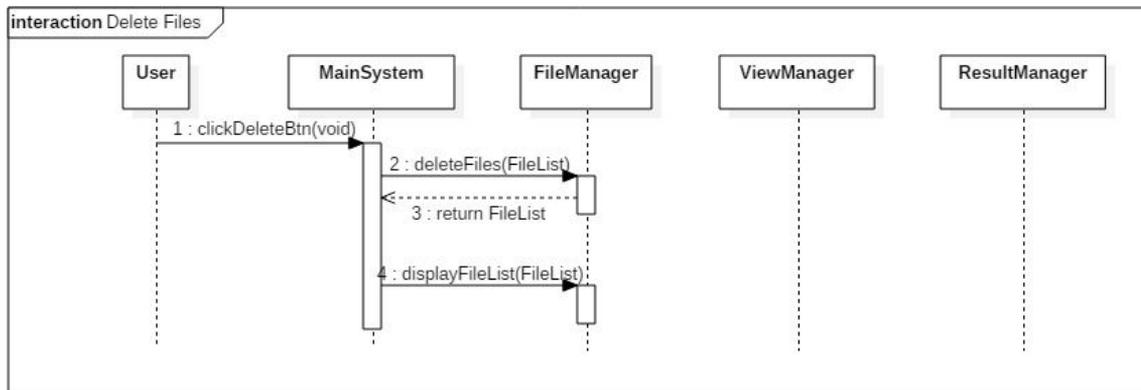 interaction Delete Files
User
MainSystem
FileManager
ViewManager
ResultManager
1 : clickDeleteBtn(void)
2 : deleteFiles(FileList)
3 : return FileList
4 : displayFileList(FileList)